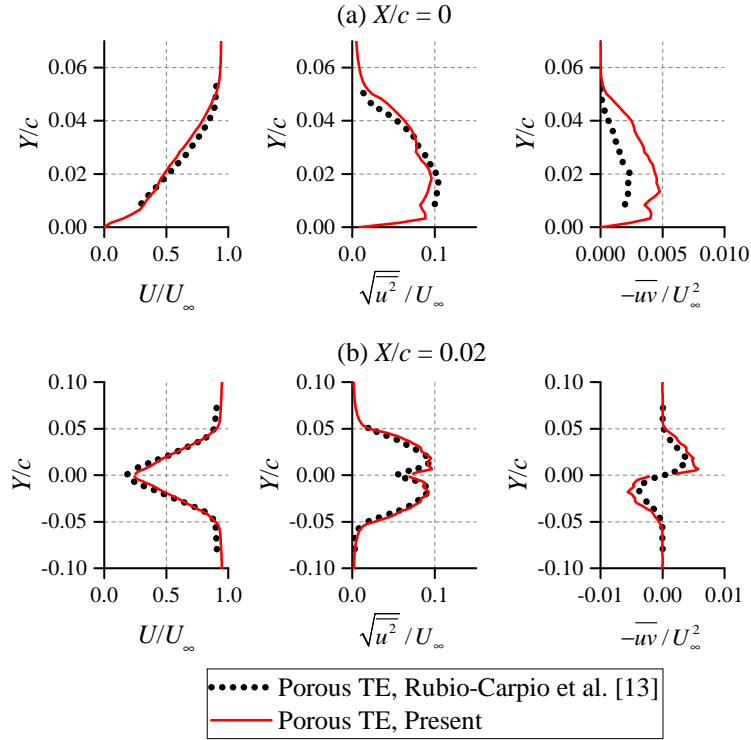 (a) X/c = 0
Y/c
0.06
0.04
0.02
0.00
0.0 0.5 1.0
U/U∞
0.06
0.04
0.02
0.00
0.0 0.1
√u² / U∞
Y/c
0.06
0.04
0.02
0.00
0.000 0.005 0.010
−uv / U∞²
Y/c
(b) X/c = 0.02
Y/c
0.10
0.05
0.00
-0.05
-0.10
0.0 0.5 1.0
U/U∞
Y/c
0.10
0.05
0.00
-0.05
-0.10
0.0 0.1
√u² / U∞
Y/c
0.10
0.05
0.00
-0.05
-0.10
-0.01 0.00 0.01
−uv / U∞²
Porous TE, Rubio-Carpio et al. [13]
Porous TE, Present